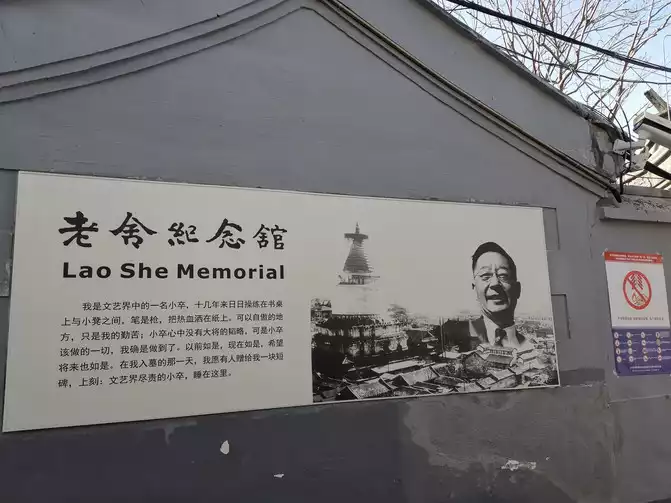 老舍紀念館
Lao She Memorial
我是文艺界中的一名小卒，十几年来日日操练在书桌
上与小凳之间，笔是枪，把热血洒在纸上。可以自傲的地
方，只是我的勤苦；小卒心中没有大将的韬略，可是小卒
该做的一切，我确是做到了。以前如是，现在如是，希望
将来也如是。在我入墓的那一天，我愿有人赠给我一块短
碑，上刻：文艺界尽责的小卒，睡在这里。